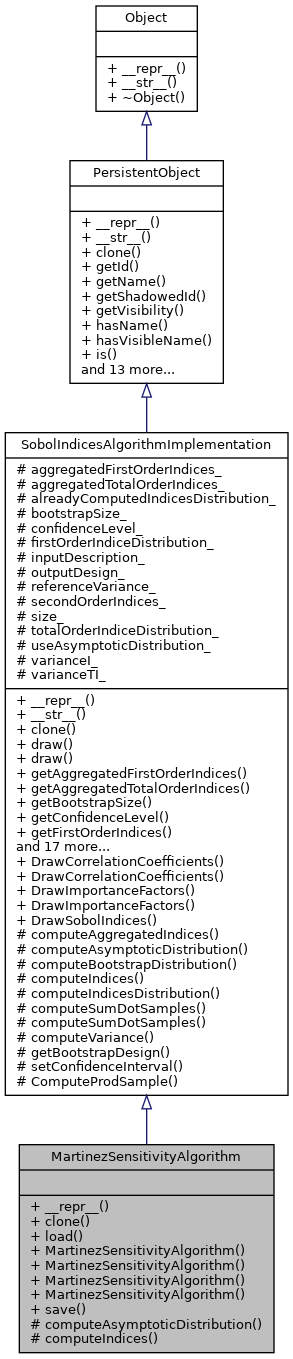 Object
+ __repr__()
+ __str__()
+ ~Object()
PersistentObject
+ __repr__()
+ __str__()
+ clone()
+ getId()
+ getName()
+ getShadowedId()
+ getVisibility()
+ hasName()
+ hasVisibleName()
+ is()
and 13 more...
SobolIndicesAlgorithmImplementation
# aggregatedFirstOrderIndices_
# aggregatedTotalOrderIndices_
# alreadyComputedIndicesDistribution_
# bootstrapSize_
# confidenceLevel_
# firstOrderIndiceDistribution_
# inputDescription_
# outputDesign_
# referenceVariance_
# secondOrderIndices_
# size_
# totalOrderIndiceDistribution_
# useAsymptoticDistribution_
# varianceI_
# varianceTI_
+ __repr__()
+ __str__()
+ clone()
+ draw()
+ draw()
+ getAggregatedFirstOrderIndices()
+ getAggregatedTotalOrderIndices()
+ getBootstrapSize()
+ getConfidenceLevel()
+ getFirstOrderIndices()
and 17 more...
+ DrawCorrelationCoefficients()
+ DrawCorrelationCoefficients()
+ DrawImportanceFactors()
+ DrawImportanceFactors()
+ DrawSobolIndices()
# computeAggregatedIndices()
# computeAsymptoticDistribution()
# computeBootstrapDistribution()
# computeIndices()
# computeIndicesDistribution()
# computeSumDotSamples()
# computeSumDotSamples()
# computeVariance()
# getBootstrapDesign()
# setConfidenceInterval()
# ComputeProdSample()
MartinezSensitivityAlgorithm
+ __repr__()
+ clone()
+ load()
+ MartinezSensitivityAlgorithm()
+ MartinezSensitivityAlgorithm()
+ MartinezSensitivityAlgorithm()
+ MartinezSensitivityAlgorithm()
+ save()
# computeAsymptoticDistribution()
# computeIndices()